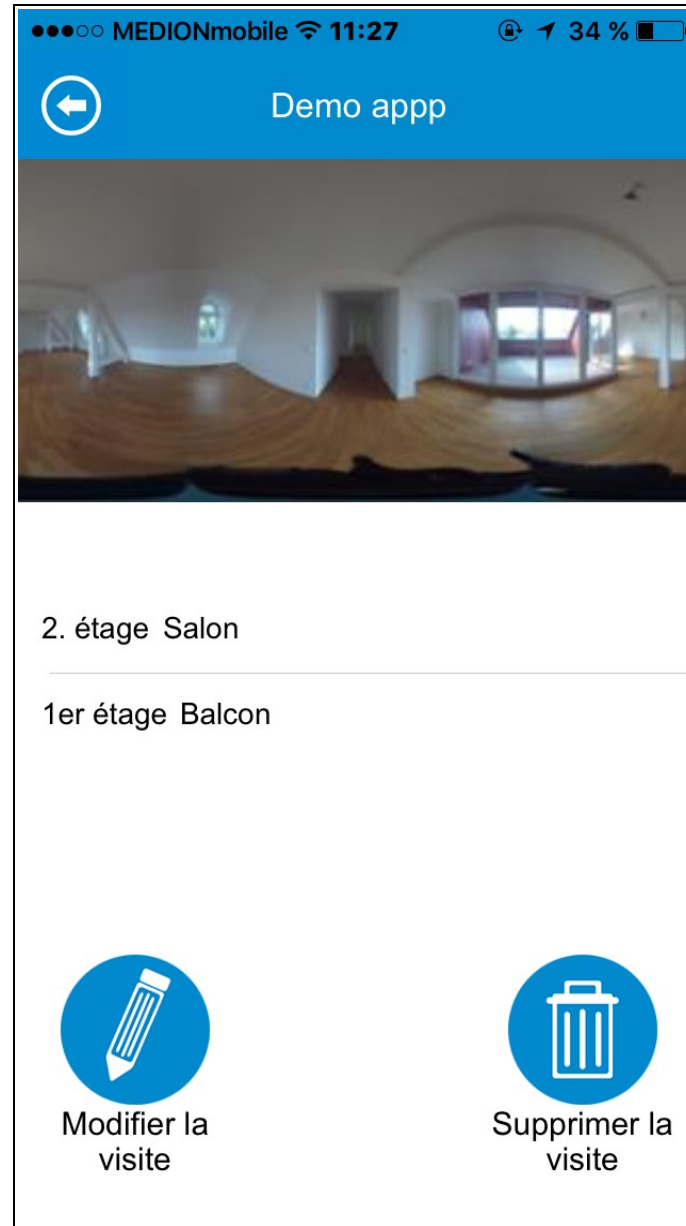 MEDIONmobile 11:27 34 %
Demo appp
2. étage Salon
1er étage Balcon
Modifier la
visite
Supprimer la
visite